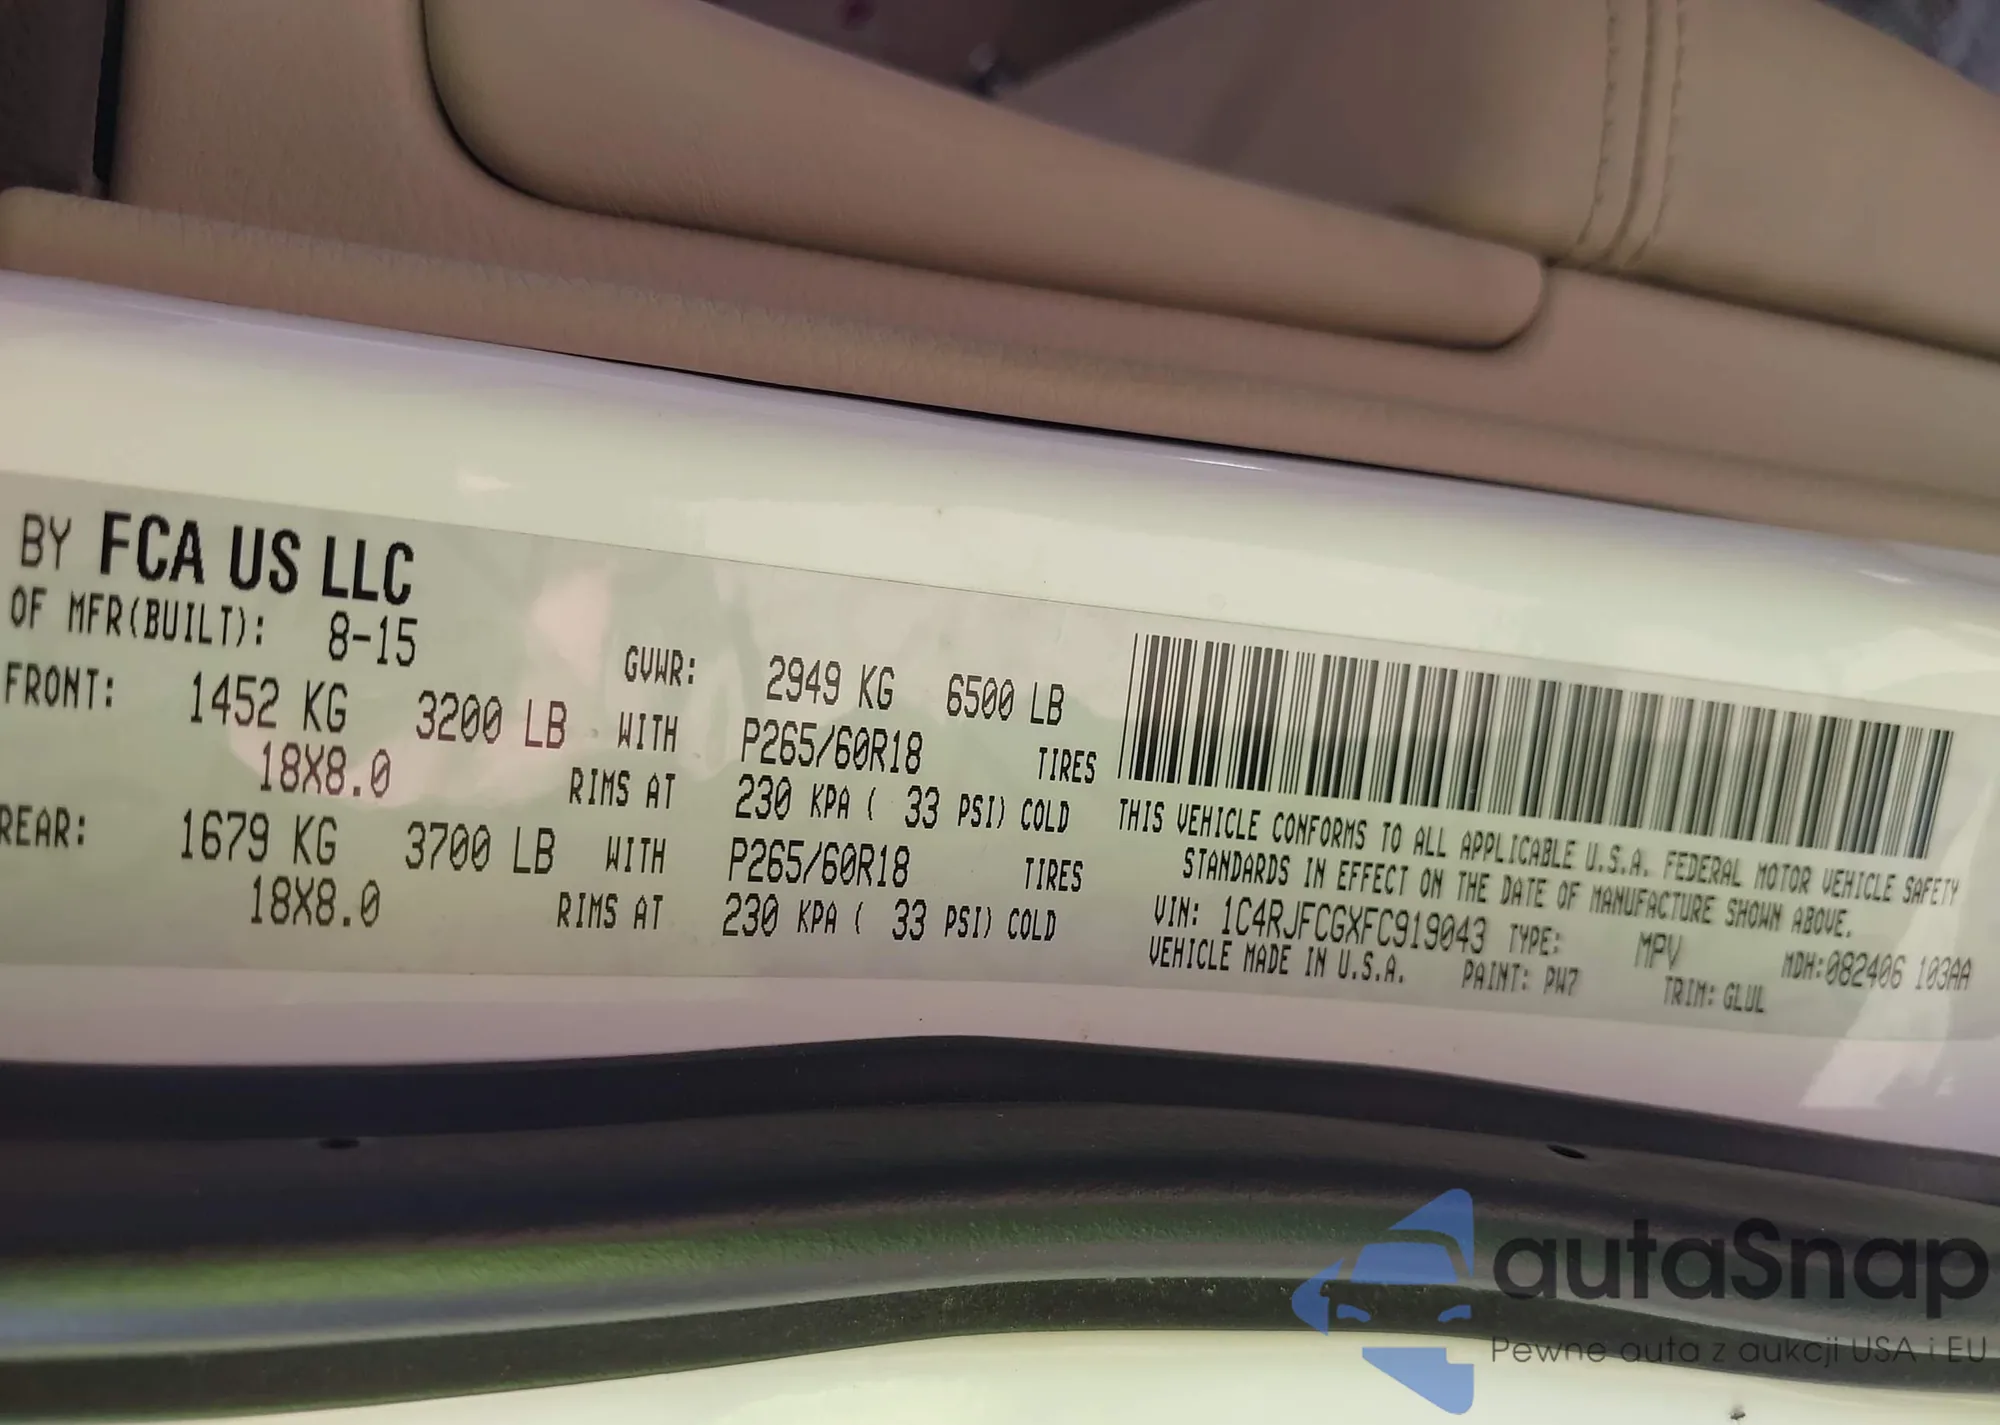 BY FCA US LLC
OF MFR(BUILT): 8-15
GVWR: 2949 KG 6500 LB
FRONT: 1452 KG 3200 LB WITH P265/60R18 TIRES
18X8.0 RIMS AT 230 KPA ( 33 PSI) COLD
REAR: 1679 KG 3700 LB WITH P265/60R18 TIRES
18X8.0 RIMS AT 230 KPA ( 33 PSI) COLD
THIS VEHICLE CONFORMS TO ALL APPLICABLE U.S.A. FEDERAL MOTOR VEHICLE SAFETY
STANDARDS IN EFFECT ON THE DATE OF MANUFACTURE SHOWN ABOVE.
VIN: 1C4RJFCGXFC919043 TYPE: MPV MDH:082406 103AA
VEHICLE MADE IN U.S.A. PAINT: PW7 TRIM: GLUL
autaSnap
Pewne auta z aukcji USA i EU